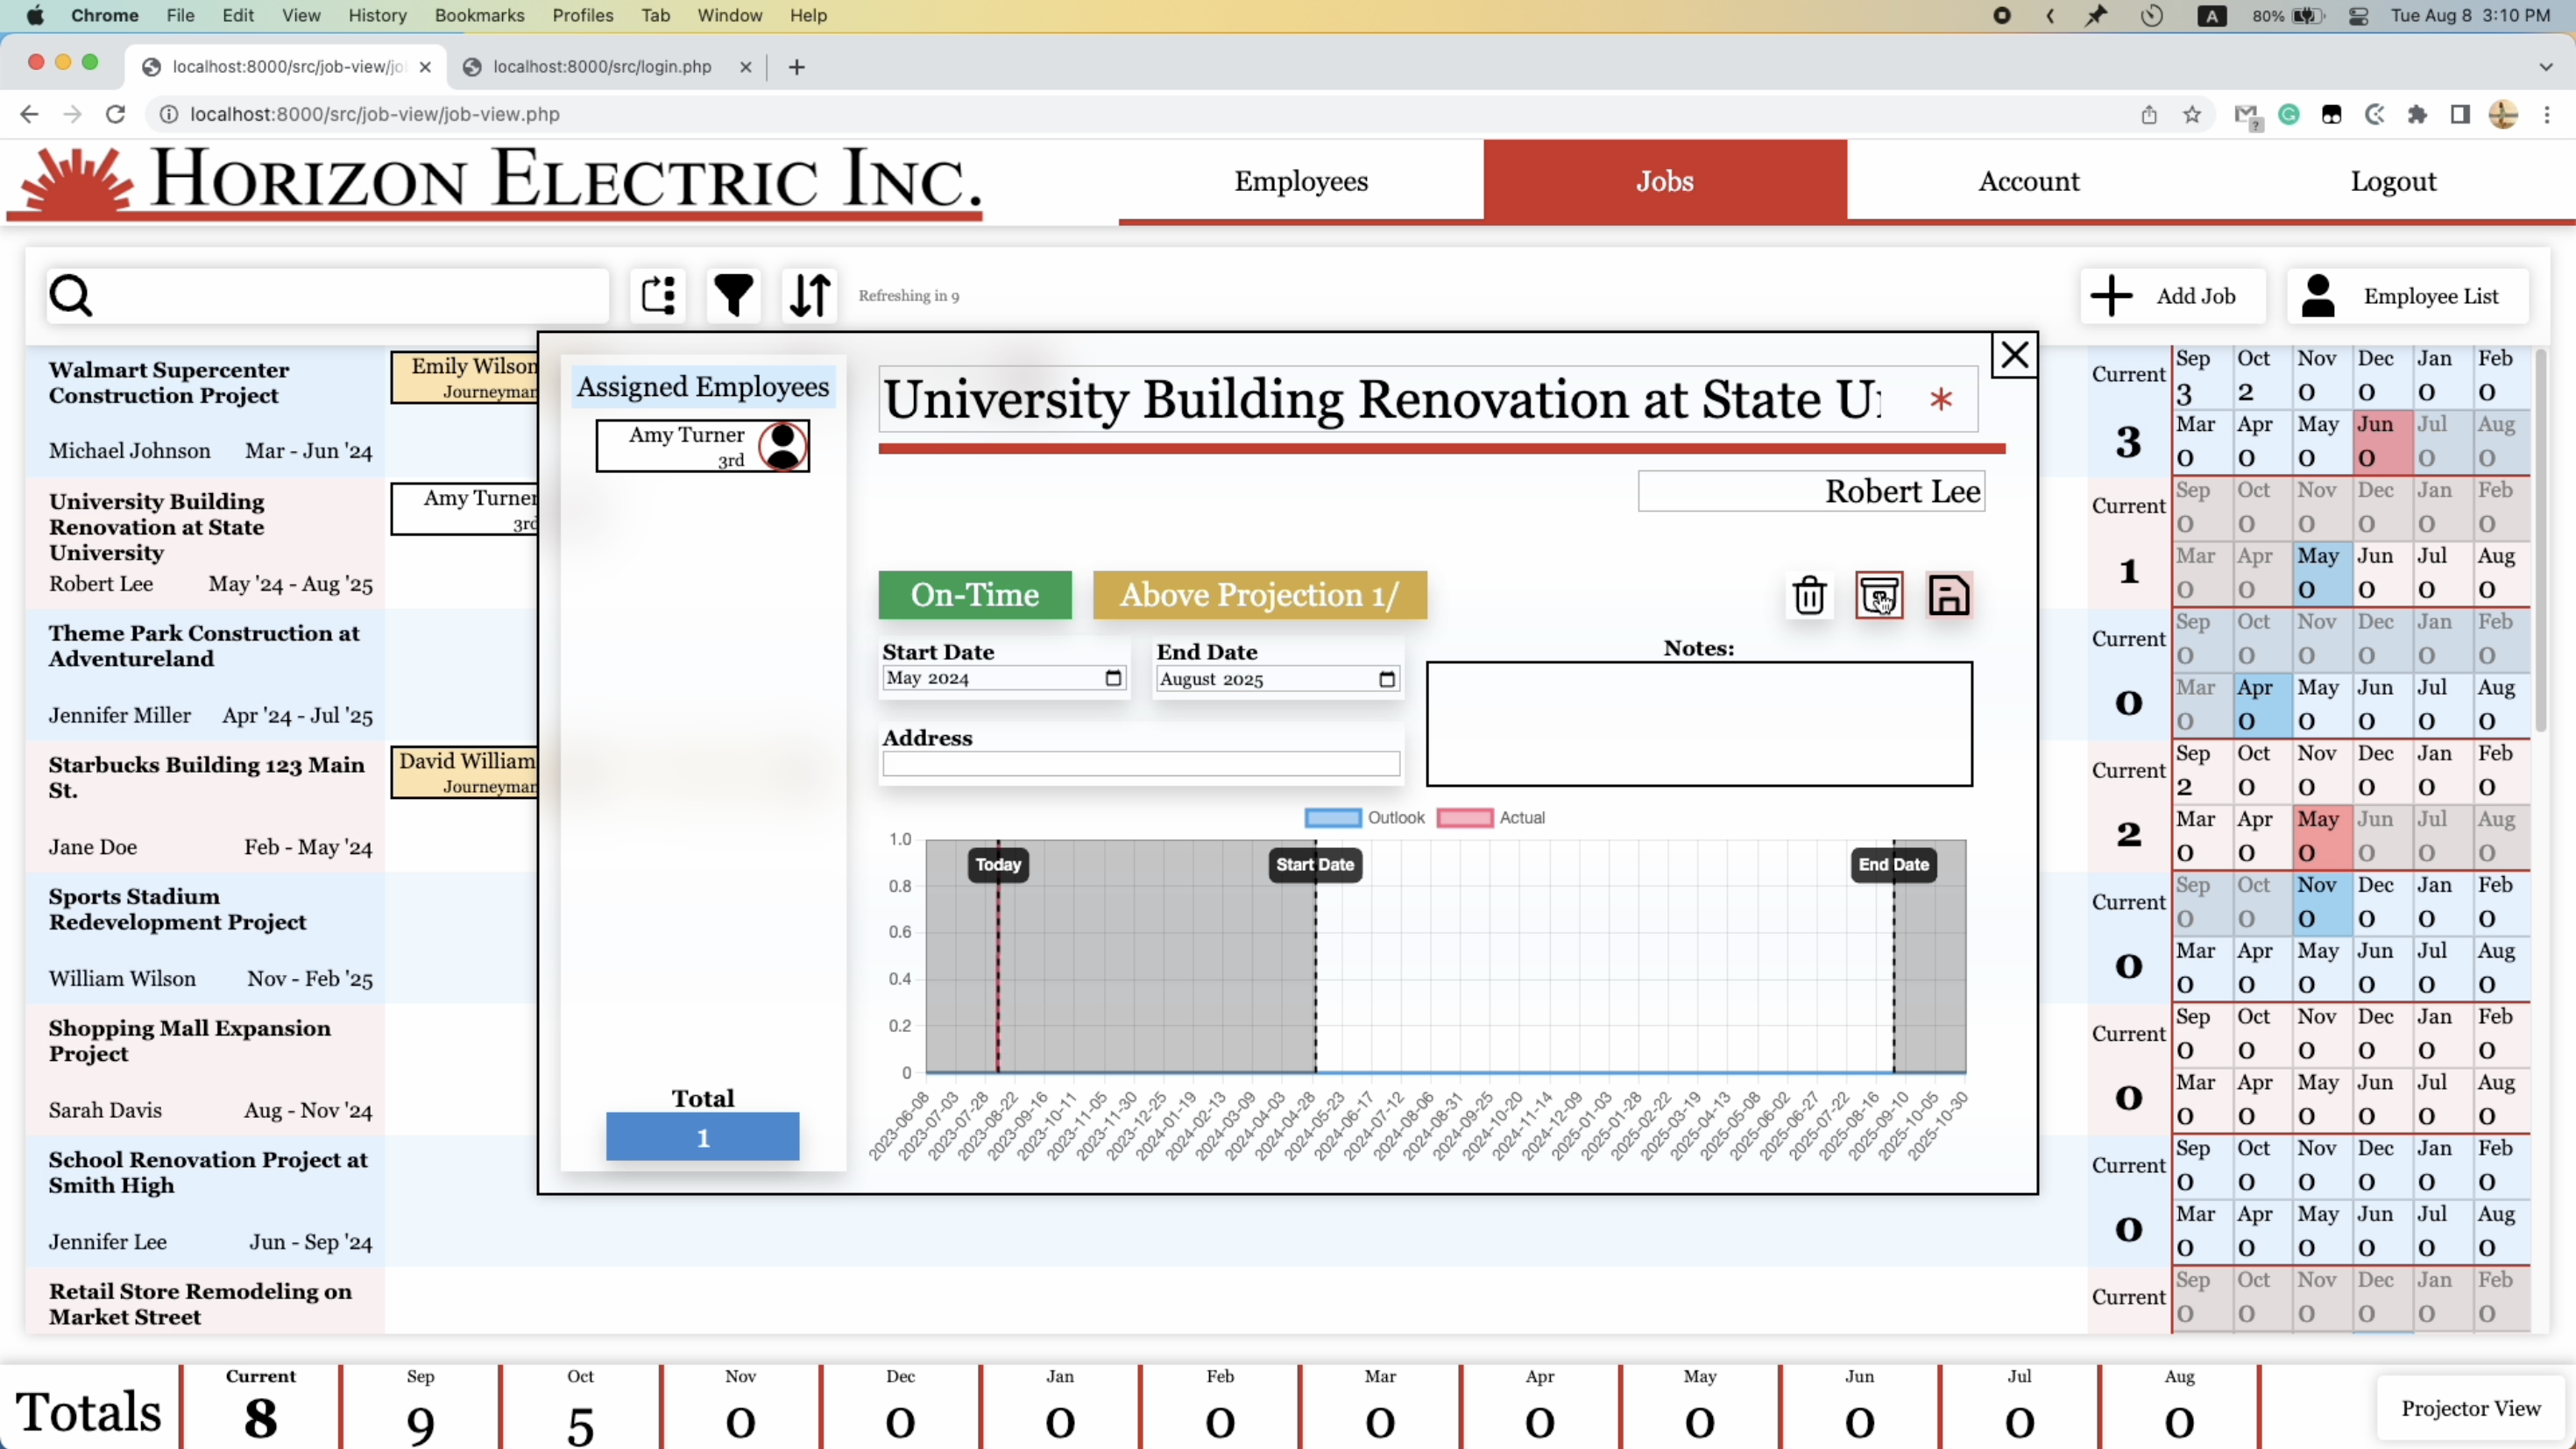 Chrome File Edit View History Bookmarks Profiles Tab Window Help
A 80% Tue Aug 8 3:10 PM
localhost:8000/src/job-view/jo
localhost:8000/src/login.php
localhost:8000/src/job-view/job-view.php
HORIZON ELECTRIC INC.
Employees Jobs Account Logout
Refreshing in 9
Add Job
Employee List
Walmart Supercenter
Construction Project
Michael Johnson Mar - Jun '24
University Building
Renovation at State
University
Robert Lee May '24 - Aug '25
Theme Park Construction at
Adventureland
Jennifer Miller Apr '24 - Jul '25
Starbucks Building 123 Main
St.
Jane Doe Feb - May '24
Sports Stadium
Redevelopment Project
William Wilson Nov - Feb '25
Shopping Mall Expansion
Project
Sarah Davis Aug - Nov '24
School Renovation Project at
Smith High
Jennifer Lee Jun - Sep '24
Retail Store Remodeling on
Market Street
Emily Wilson
Journeyman
Amy Turner
3rd
David William
Journeyman
Assigned Employees
Amy Turner
3rd
Total
1
University Building Renovation at State U
*
Robert Lee
On-Time
Above Projection 1/
Start Date
May 2024
End Date
August 2025
Address
Notes:
Outlook Actual
1.0
0.8
0.6
0.4
0.2
0
Today
Start Date
End Date
2023-06-08
2023-07-03
2023-07-28
2023-08-22
2023-09-16
2023-10-11
2023-11-05
2023-11-30
2023-12-25
2024-01-19
2024-02-13
2024-03-09
2024-04-03
2024-04-28
2024-05-23
2024-06-17
2024-07-12
2024-08-06
2024-08-31
2024-09-25
2024-10-20
2024-11-14
2024-12-09
2025-01-03
2025-01-28
2025-02-22
2025-03-19
2025-04-13
2025-05-08
2025-06-02
2025-06-27
2025-07-22
2025-08-16
2025-09-10
2025-10-05
2025-10-30
Current
3
Sep Oct Nov Dec Jan Feb
3 2 0 0 0 0
Mar Apr May Jun Jul Aug
0 0 0 0 0 0
Current
1
Sep Oct Nov Dec Jan Feb
0 0 0 0 0 0
Mar Apr May Jun Jul Aug
0 0 0 0 0 0
Current
0
Sep Oct Nov Dec Jan Feb
0 0 0 0 0 0
Mar Apr May Jun Jul Aug
0 0 0 0 0 0
Current
2
Sep Oct Nov Dec Jan Feb
2 0 0 0 0 0
Mar Apr May Jun Jul Aug
0 0 0 0 0 0
Current
0
Sep Oct Nov Dec Jan Feb
0 0 0 0 0 0
Mar Apr May Jun Jul Aug
0 0 0 0 0 0
Current
0
Sep Oct Nov Dec Jan Feb
0 0 0 0 0 0
Mar Apr May Jun Jul Aug
0 0 0 0 0 0
Current
0
Sep Oct Nov Dec Jan Feb
0 0 0 0 0 0
Mar Apr May Jun Jul Aug
0 0 0 0 0 0
Current
Sep Oct Nov Dec Jan Feb
0 0 0 0 0 0
Totals
Current Sep Oct Nov Dec Jan Feb Mar Apr May Jun Jul Aug
8 9 5 0 0 0 0 0 0 0 0 0 0
Projector View